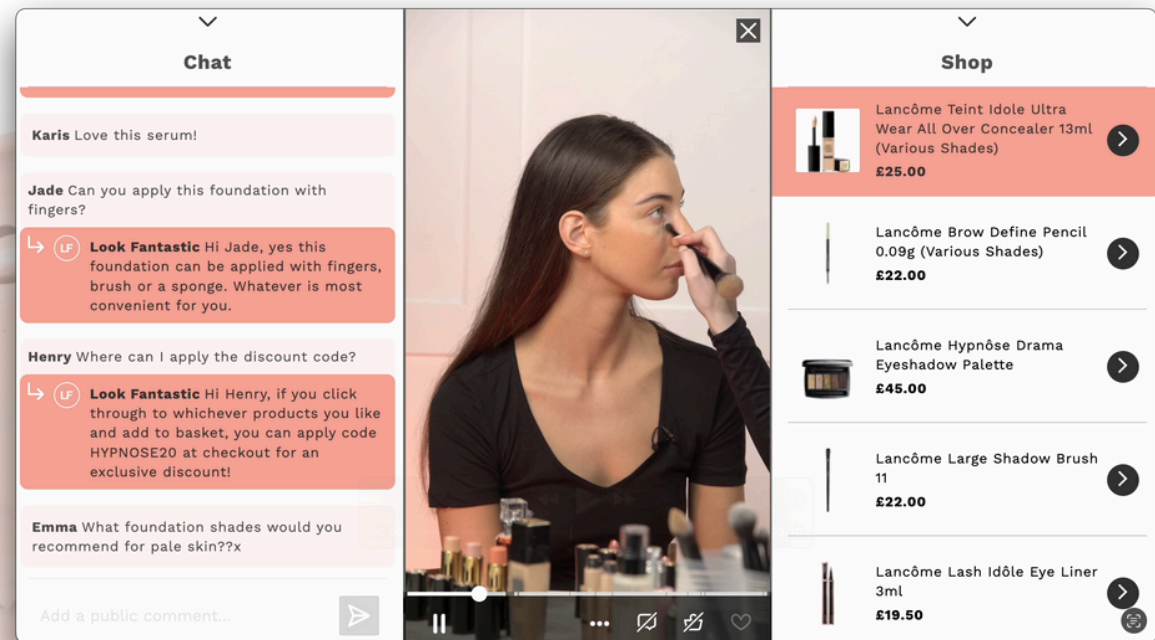 Chat
Karis Love this serum!
Jade Can you apply this foundation with
fingers?
LF
Look Fantastic Hi Jade, yes this
foundation can be applied with fingers,
brush or a sponge. Whatever is most
convenient for you.
Henry Where can I apply the discount code?
LF
Look Fantastic Hi Henry, if you click
through to whichever products you like
and add to basket, you can apply code
HYPNOSE20 at checkout for an
exclusive discount!
Emma What foundation shades would you
recommend for pale skin??x
Add a public comment...
Shop
Lancôme Teint Idole Ultra
Wear All Over Concealer 13ml
(Various Shades)
£25.00
Lancôme Brow Define Pencil
0.09g (Various Shades)
£22.00
Lancôme Hypnôse Drama
Eyeshadow Palette
£45.00
Lancôme Large Shadow Brush
11
£22.00
Lancôme Lash Idôle Eye Liner
3ml
£19.50